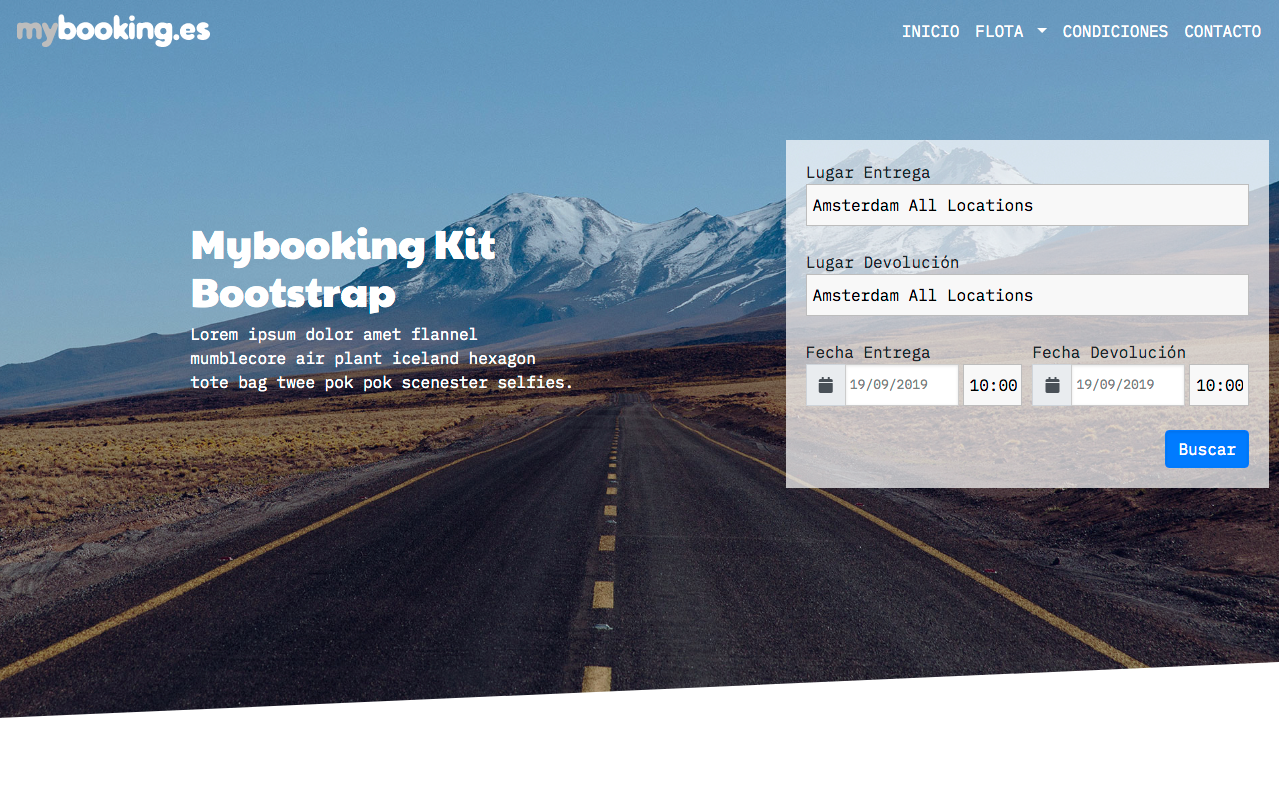 mybooking.es
INICIO FLOTA CONDICIONES CONTACTO
Mybooking Kit
Bootstrap
Lorem ipsum dolor amet flannel
mumblecore air plant iceland hexagon
tote bag twee pok pok scenester selfies.
Lugar Entrega
Amsterdam All Locations
Lugar Devolución
Amsterdam All Locations
Fecha Entrega Fecha Devolución
19/09/2019 10:00 19/09/2019 10:00
Buscar